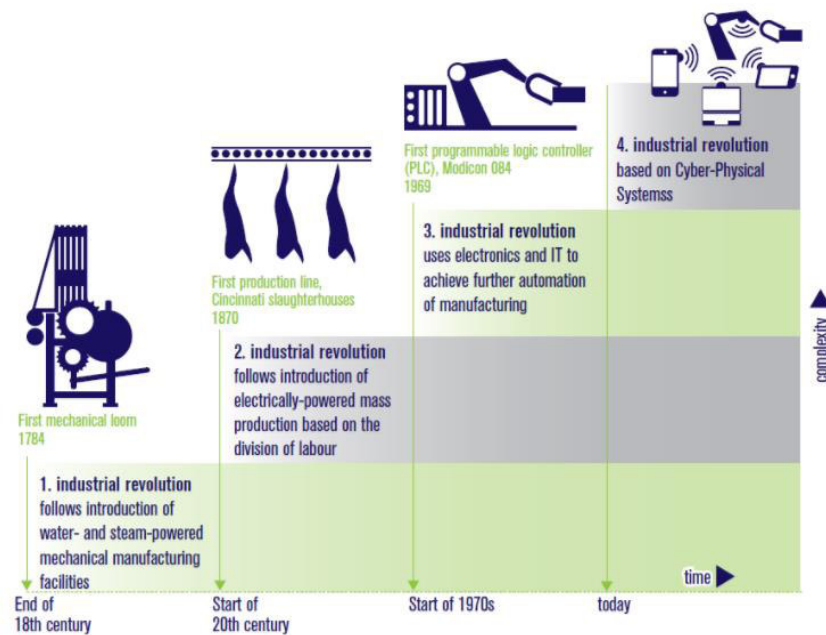 First mechanical loom
1784
1. industrial revolution
follows introduction of
water- and steam-powered
mechanical manufacturing
facilities
End of
18th century
First production line,
Cincinnati slaughterhouses
1870
2. industrial revolution
follows introduction of
electrically-powered mass
production based on the
division of labour
Start of
20th century
First programmable logic controller
(PLC), Modicon 084
1969
3. industrial revolution
uses electronics and IT to
achieve further automation
of manufacturing
Start of 1970s
4. industrial revolution
based on Cyber-Physical
Systemss
today
time
complexity